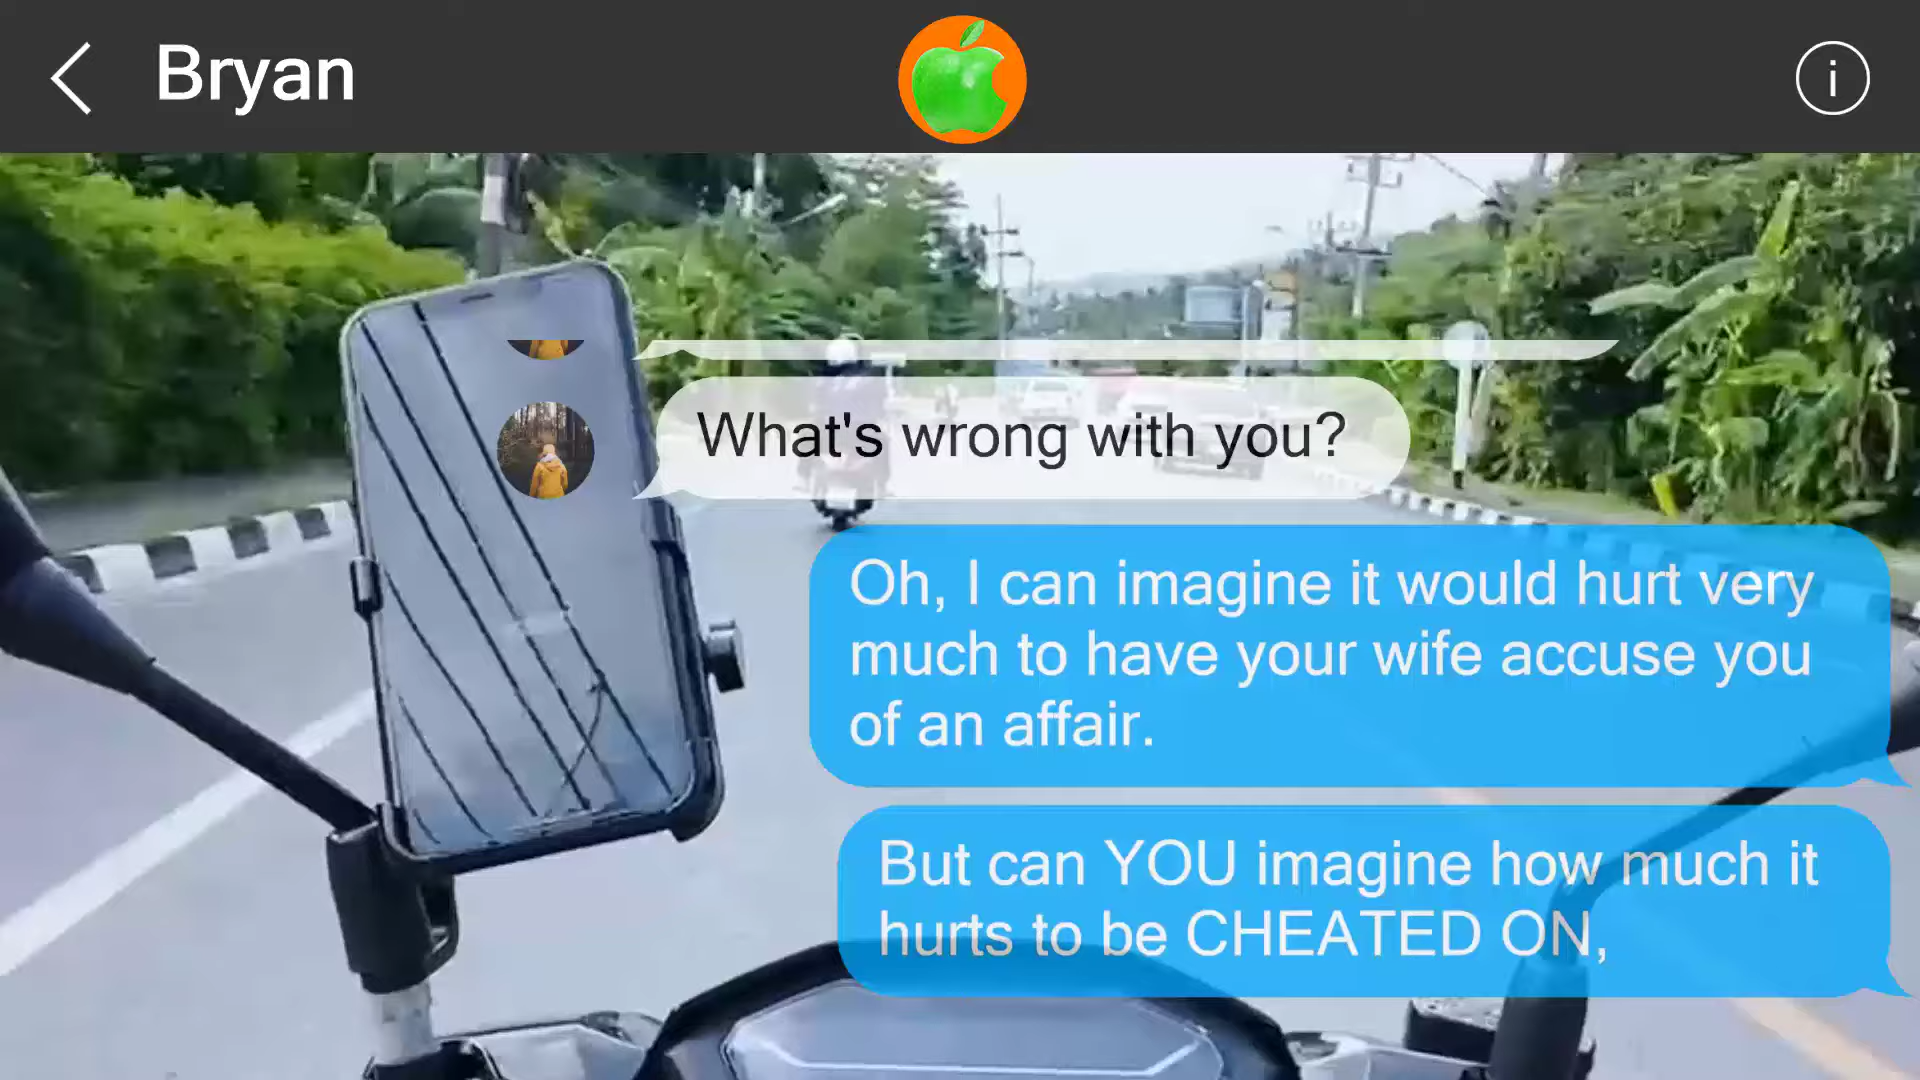 Bryan
What's wrong with you?
Oh, I can imagine it would hurt very
much to have your wife accuse you
of an affair.
But can YOU imagine how much it
hurts to be CHEATED ON,